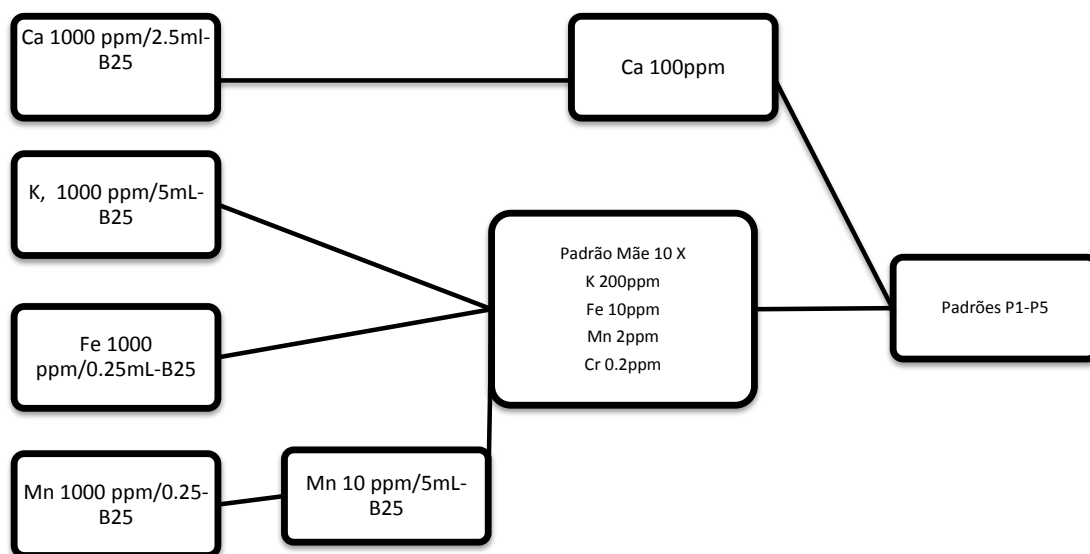 Ca 1000 ppm/2.5ml-
B25
Ca 100ppm
K,  1000 ppm/5mL-
B25
Padrão Mãe 10 X
K 200ppm
Fe 10ppm
Mn 2ppm
Cr 0.2ppm
Padrões P1-P5
Fe 1000
ppm/0.25mL-B25
Mn 1000 ppm/0.25-
B25
Mn 10 ppm/5mL-
B25